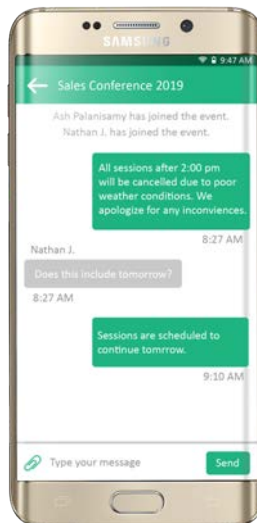 SAMSUNG
9:47 AM
Sales Conference 2019
Ash Palanisamy has joined the event.
Nathan J. has joined the event.
All sessions after 2:00 pm
will be cancelled due to poor
weather conditions. We
apologize for any inconviences.
8:27 AM
Nathan J.
Does this include tomorrow?
8:27 AM
Sessions are scheduled to
continue tomrrow.
9:10 AM
Type your message
Send